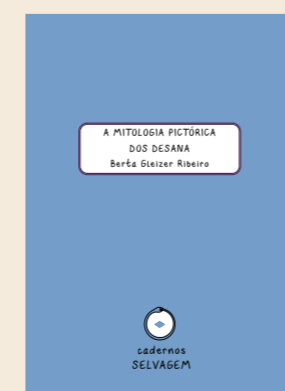 A MITOLOGIA PICTÓRICA
DOS DESANA
Berta Gleizer Ribeiro
cadernos
SELVAGEM